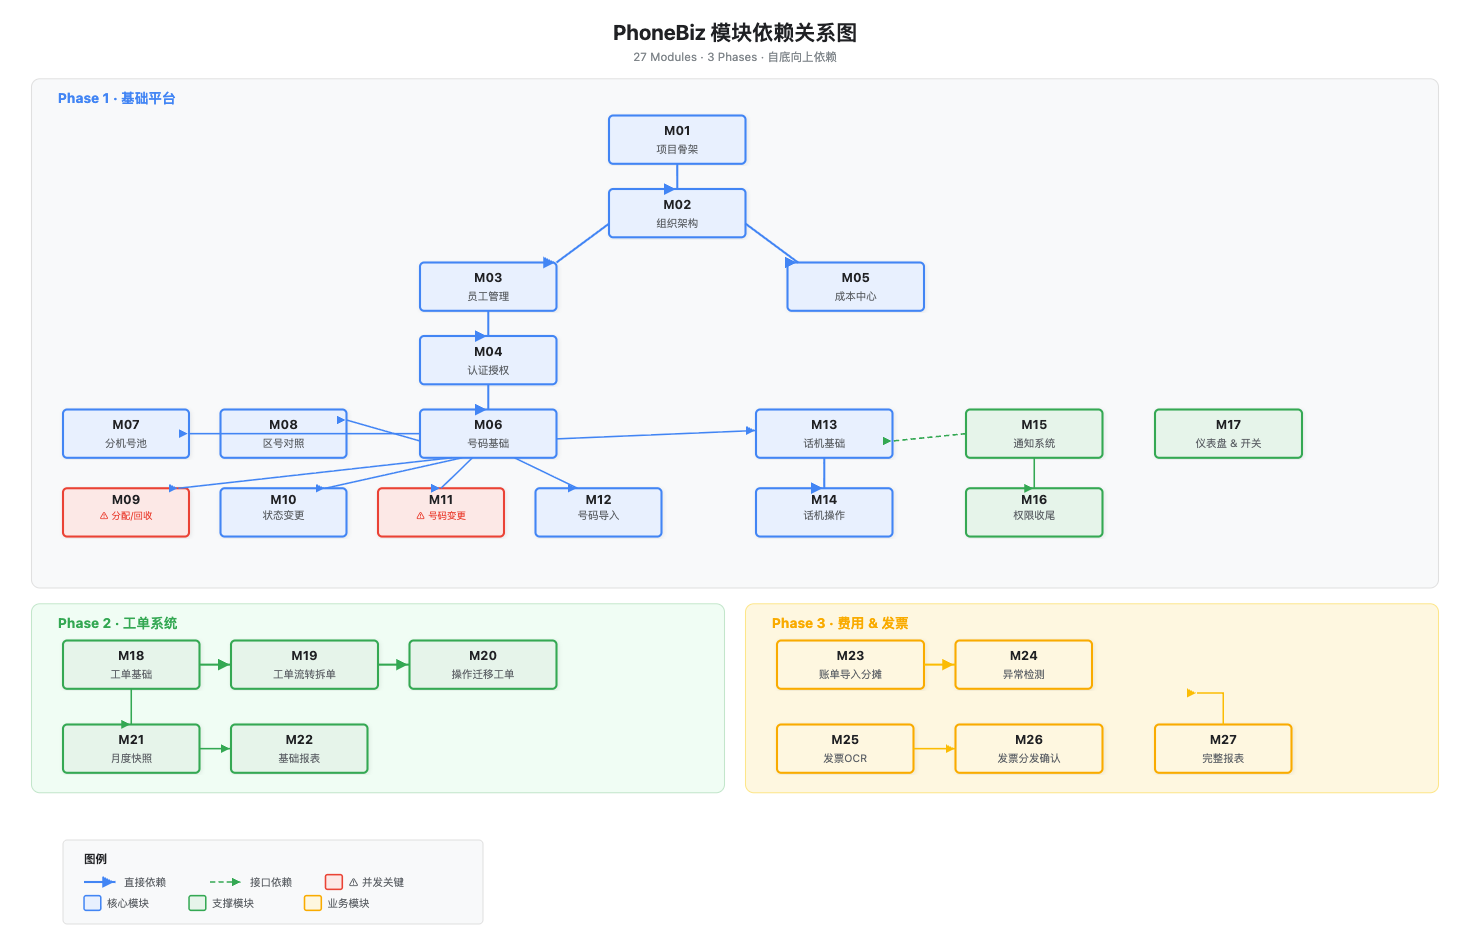 PhoneBiz 模块依赖关系图
27 Modules · 3 Phases · 自底向上依赖
Phase 1 · 基础平台
M01
项目骨架
M02
组织架构
M03
员工管理
M05
成本中心
M04
认证授权
M07
分机号池
M08
区号对照
M06
号码基础
M13
话机基础
M15
通知系统
M17
仪表盘 & 开关
M09
⚠ 分配/回收
M10
状态变更
M11
⚠ 号码变更
M12
号码导入
M14
话机操作
M16
权限收尾
Phase 2 · 工单系统
M18
工单基础
M19
工单流转拆单
M20
操作迁移工单
M21
月度快照
M22
基础报表
Phase 3 · 费用 & 发票
M23
账单导入分摊
M24
异常检测
M25
发票OCR
M26
发票分发确认
M27
完整报表
图例
直接依赖
接口依赖
⚠ 并发关键
核心模块
支撑模块
业务模块